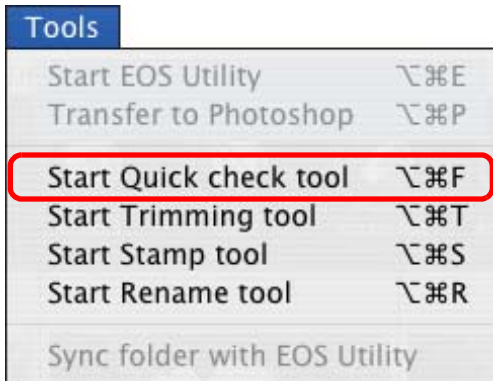 Tools
Start EOS Utility ⌥⌘E
Transfer to Photoshop ⌥⌘P
Start Quick check tool ⌥⌘F
Start Trimming tool ⌥⌘T
Start Stamp tool ⌥⌘S
Start Rename tool ⌥⌘R
Sync folder with EOS Utility